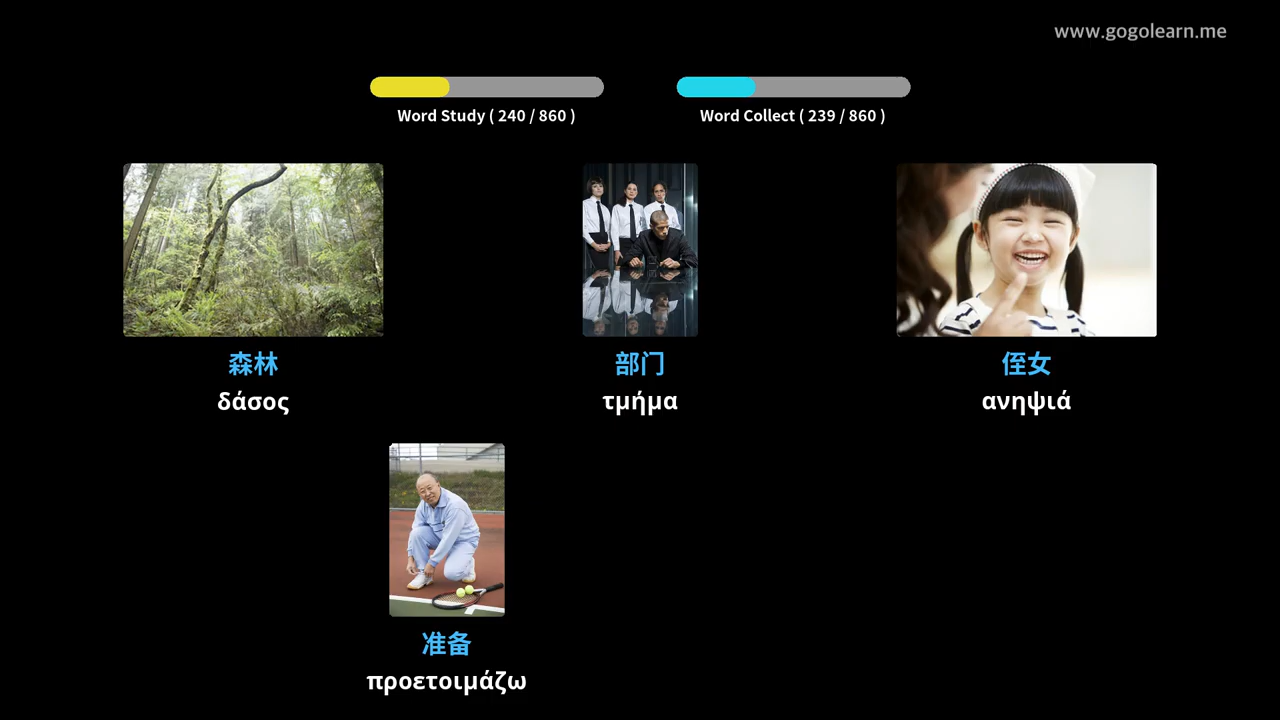 www.gogolearn.me
Word Study ( 240 / 860 )
Word Collect ( 239 / 860 )
森林
δάσος
部门
τμήμα
侄女
ανηψιά
准备
προετοιμάζω